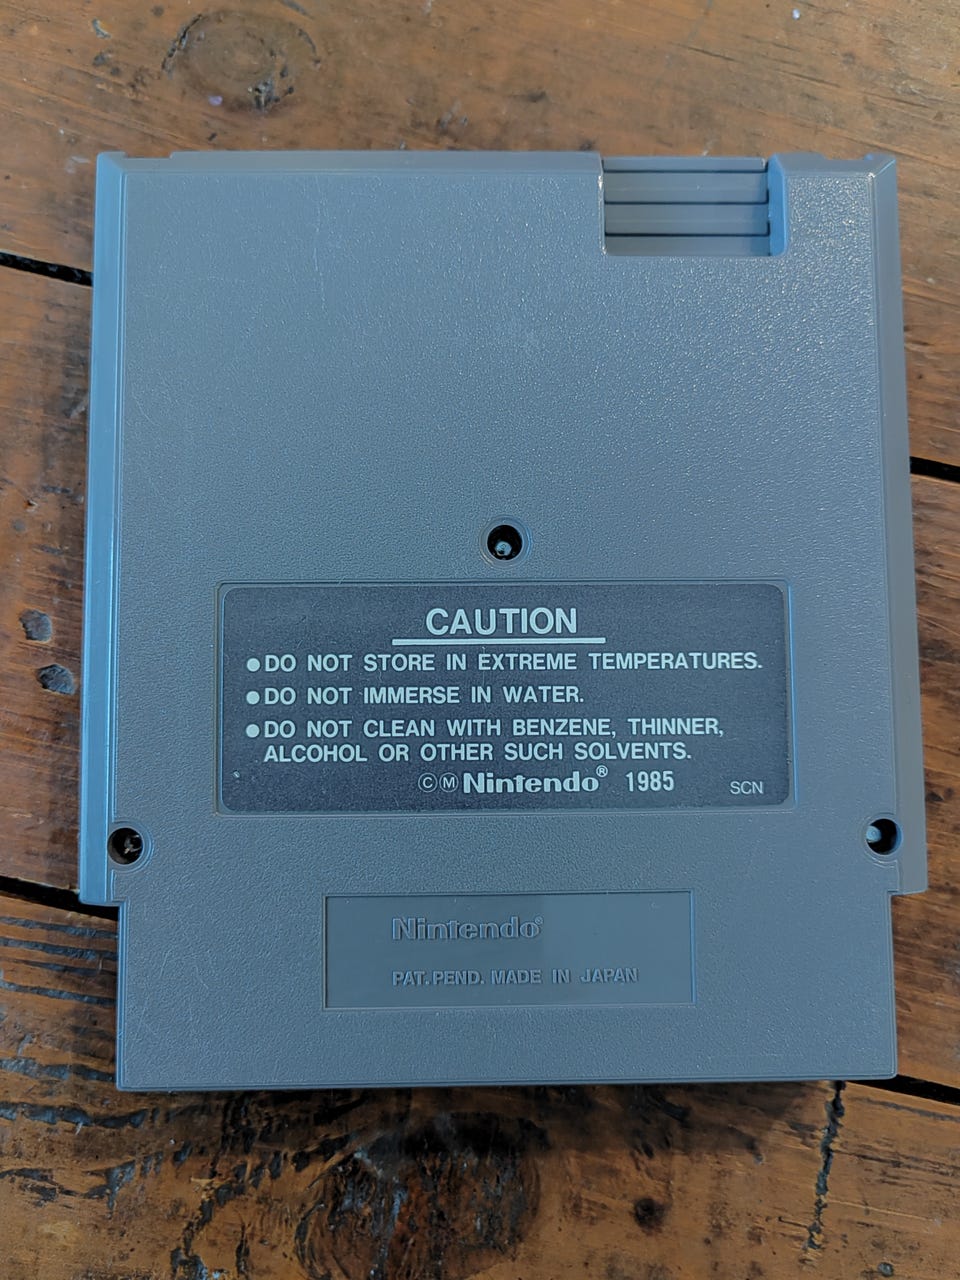 CAUTION
●DO NOT STORE IN EXTREME TEMPERATURES.
●DO NOT IMMERSE IN WATER.
●DO NOT CLEAN WITH BENZENE, THINNER,
ALCOHOL OR OTHER SUCH SOLVENTS.
ⒸⓂNintendo® 1985 SCN
Nintendo®
PAT.PEND. MADE IN JAPAN